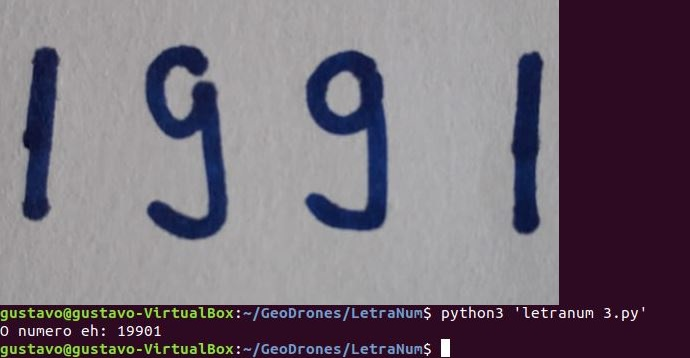 1991
gustavo@gustavo-VirtualBox:~/GeoDrones/LetraNum$ python3 'letranum 3.py'
O numero eh: 19901
gustavo@gustavo-VirtualBox:~/GeoDrones/LetraNum$